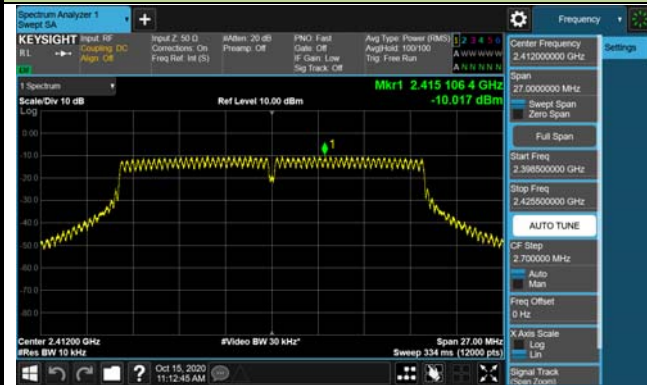 Spectrum Analyzer 1
Swept SA
+
Frequency
KEYSIGHT
RL
Input: RF
Coupling: DC
Align: Off
Input Z: 50 Ω
Corrections: On
Freq Ref: Int (S)
#Atten: 20 dB
Preamp: Off
PNO: Fast
Gate: Off
IF Gain: Low
Sig Track: Off
Avg Type: Power (RMS)
Avg|Hold: 100/100
Trig: Free Run
1 2 3 4 5 6
A W W W W W
A N N N N N
1 Spectrum
Scale/Div 10 dB
Log
Ref Level 10.00 dBm
Mkr1 2.415 106 4 GHz
-10.017 dBm
1
0.00
-10.0
-20.0
-30.0
-40.0
-50.0
-60.0
-70.0
-80.0
Center 2.41200 GHz
#Res BW 10 kHz
#Video BW 30 kHz*
Span 27.00 MHz
Sweep 334 ms (12000 pts)
Oct 15, 2020
11:12:45 AM
?
Center Frequency
2.412000000 GHz
Settings
Span
27.0000000 MHz
Swept Span
Zero Span
Full Span
Start Freq
2.398500000 GHz
Stop Freq
2.425500000 GHz
AUTO TUNE
CF Step
2.700000 MHz
Auto
Man
Freq Offset
0 Hz
X Axis Scale
Log
Lin
Signal Track
(Span Zoom)